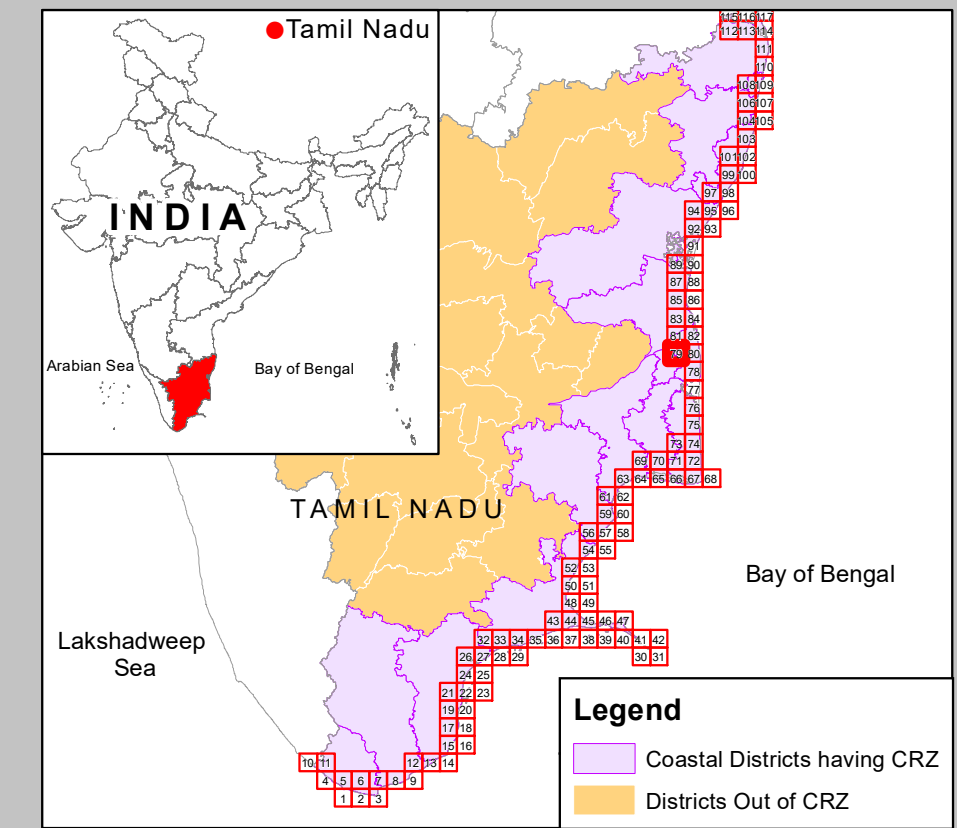 Tamil Nadu
INDIA
Arabian Sea
Bay of Bengal
115 116 117
112 113 114
111
110
108 109
106 107
104 105
103
101 102
99 100
97 98
94 95 96
92 93
91
89 90
87 88
85 86
83 84
81 82
79 80
78
77
76
75
73 74
69 70 71 72
63 64 65 66 67 68
61 62
TAMIL NADU
59 60
56 57 58
54 55
52 53
Bay of Bengal
50 51
48 49
43 44 45 46 47
32 33 34 35 36 37 38 39 40 41 42
26 27 28 29 30 31
Lakshadweep
Sea
24 25
21 22 23
19 20
17 18
15 16
10 11 12 13 14
4 5 6 7 8 9
1 2 3
Legend
Coastal Districts having CRZ
Districts Out of CRZ